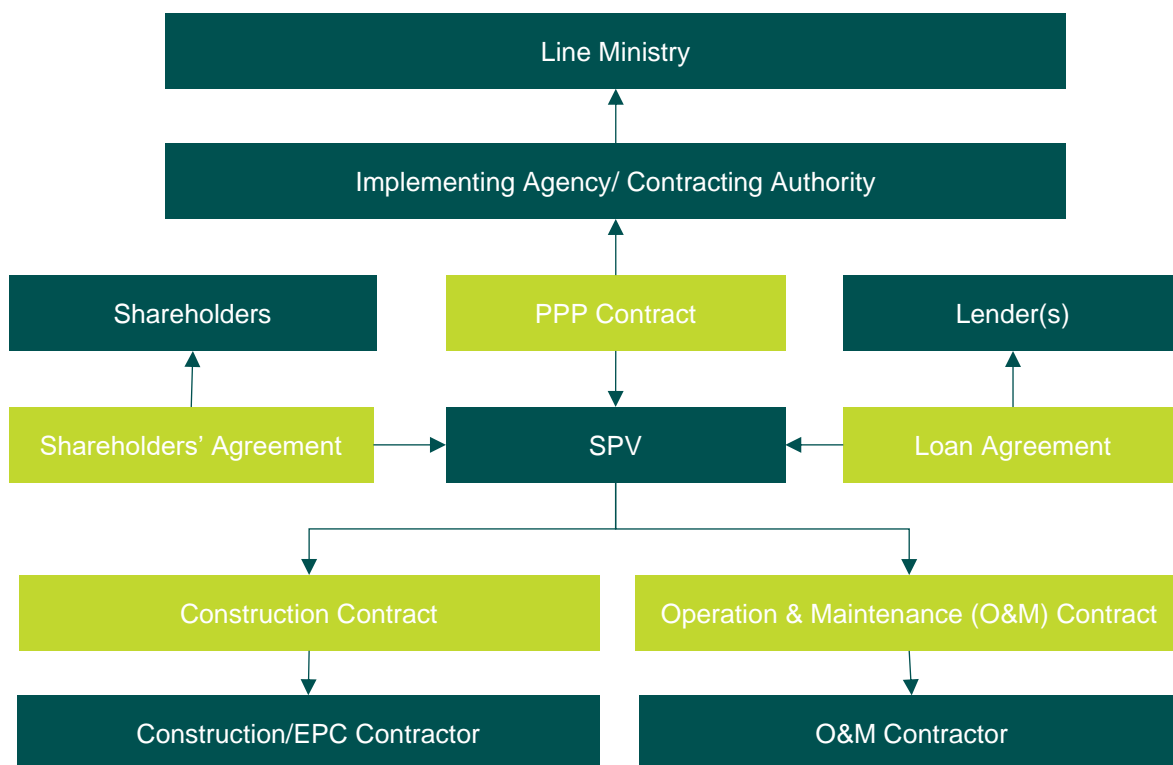 Line Ministry
Implementing Agency/ Contracting Authority
Shareholders
PPP Contract
Lender(s)
Shareholders’ Agreement
SPV
Loan Agreement
Construction Contract
Operation & Maintenance (O&M) Contract
Construction/EPC Contractor
O&M Contractor